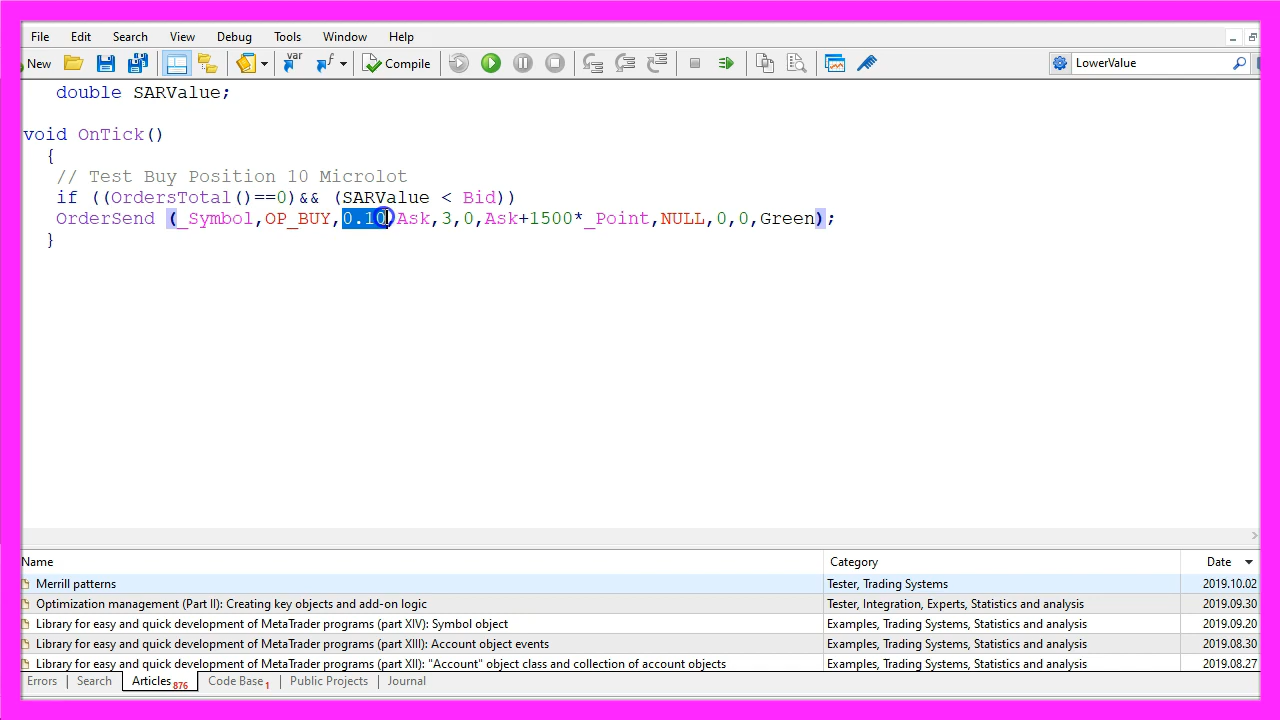 File Edit Search View Debug Tools Window Help
New Compile LowerValue
double SARValue;
void OnTick()
{
// Test Buy Position 10 Microlot
if ((OrdersTotal()==0)&& (SARValue < Bid))
OrderSend (_Symbol,OP_BUY,0.10,Ask,3,0,Ask+1500*_Point,NULL,0,0,Green);
}
Name Category Date
Merrill patterns Tester, Trading Systems 2019.10.02
Optimization management (Part II): Creating key objects and add-on logic Tester, Integration, Experts, Statistics and analysis 2019.09.30
Library for easy and quick development of MetaTrader programs (part XIV): Symbol object Examples, Trading Systems, Statistics and analysis 2019.09.20
Library for easy and quick development of MetaTrader programs (part XIII): Account object events Examples, Trading Systems, Statistics and analysis 2019.08.30
Library for easy and quick development of MetaTrader programs (part XII): "Account" object class and collection of account objects Examples, Trading Systems, Statistics and analysis 2019.08.27
Errors Search Articles 876 Code Base 1 Public Projects Journal